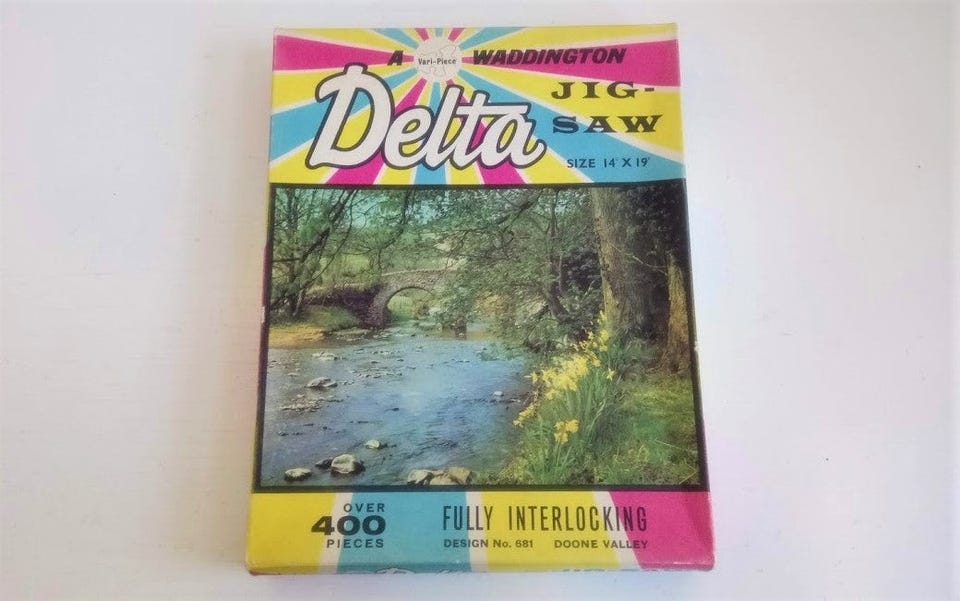 A Vari-Piece WADDINGTON
Delta JIG-
SAW
SIZE 14" X 19"
OVER
400
PIECES
FULLY INTERLOCKING
DESIGN No. 681 DOONE VALLEY